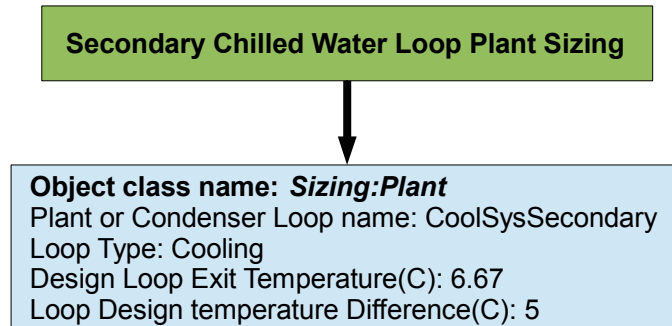 Secondary Chilled Water Loop Plant Sizing
Object class name: Sizing:Plant
Plant or Condenser Loop name: CoolSysSecondary
Loop Type: Cooling
Design Loop Exit Temperature(C): 6.67
Loop Design temperature Difference(C): 5